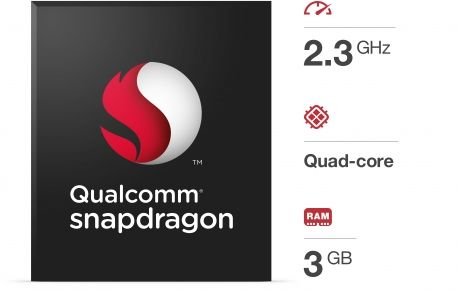 2.3 GHz
TM
Quad-core
Qualcomm®
snapdragon
RAM
3 GB